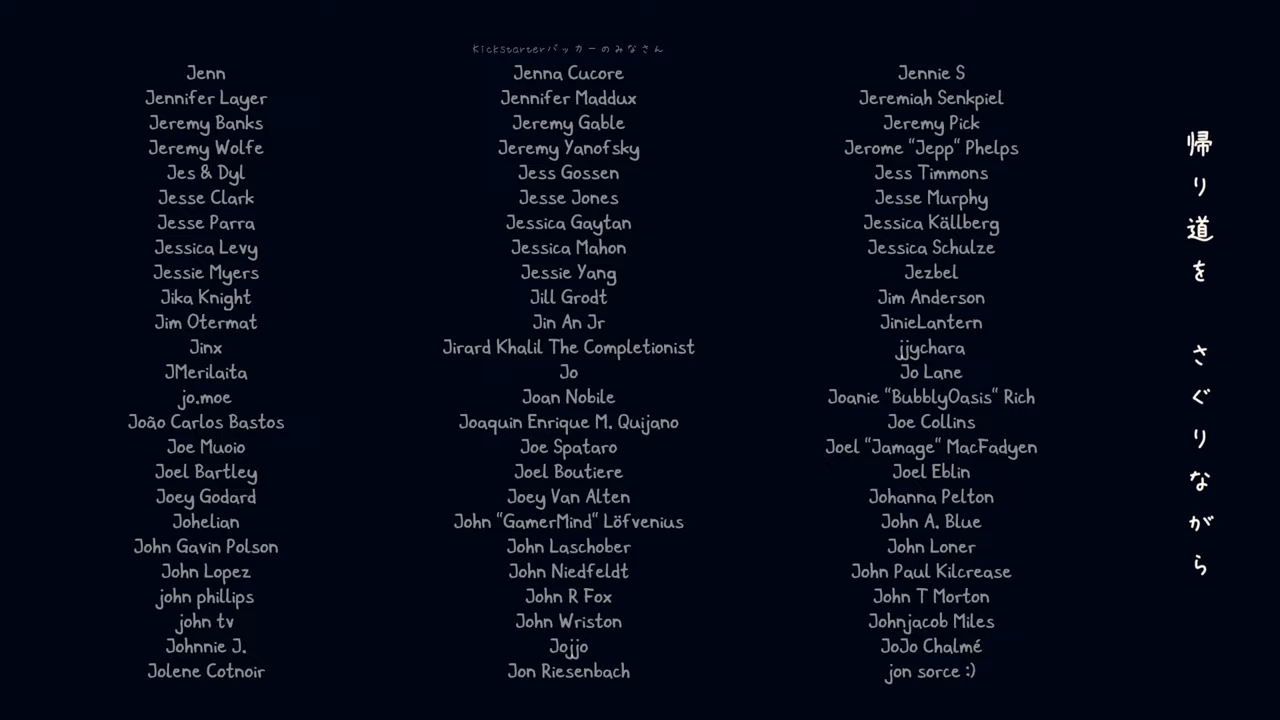 Kickstarterバッカーのみなさん
Jenn
Jenna Cucore
Jennie S
Jennifer Layer
Jennifer Maddux
Jeremiah Senkpiel
Jeremy Banks
Jeremy Gable
Jeremy Pick
Jeremy Wolfe
Jeremy Yanofsky
Jerome "Jepp" Phelps
Jes & Dyl
Jess Gossen
Jess Timmons
Jesse Clark
Jesse Jones
Jesse Murphy
Jesse Parra
Jessica Gaytan
Jessica Källberg
Jessica Levy
Jessica Mahon
Jessica Schulze
Jessie Myers
Jessie Yang
Jezbel
Jika Knight
Jill Grodt
Jim Anderson
Jim Otermat
Jin An Jr
JinieLantern
Jinx
Jirard Khalil The Completionist
jjychara
JMerilaita
Jo
Jo Lane
jo.moe
Joan Nobile
Joanie "BubblyOasis" Rich
João Carlos Bastos
Joaquin Enrique M. Quijano
Joe Collins
Joe Muoio
Joe Spataro
Joel "Jamage" MacFadyen
Joel Bartley
Joel Boutiere
Joel Eblin
Joey Godard
Joey Van Alten
Johanna Pelton
Johelian
John "GamerMind" Löfvenius
John A. Blue
John Gavin Polson
John Laschober
John Loner
John Lopez
John Niedfeldt
John Paul Kilcrease
john phillips
John R Fox
John T Morton
john tv
John Wriston
Johnjacob Miles
Johnnie J.
Jojjo
JoJo Chalmé
Jolene Cotnoir
Jon Riesenbach
jon sorce :)
帰り道を さぐりながら